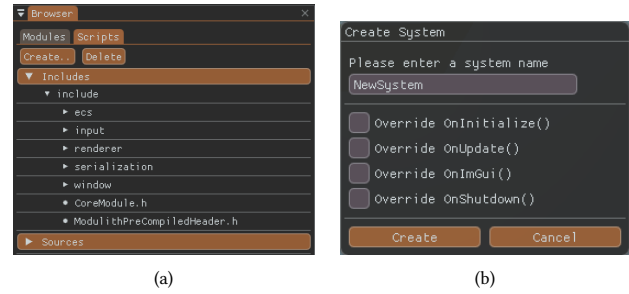 Browser
Modules Scripts
Create.. Delete
Includes
include
ecs
input
renderer
serialization
window
CoreModule.h
ModulithPreCompiledHeader.h
Sources
(a)
Create System
Please enter a system name
NewSystem
Override OnInitialize()
Override OnUpdate()
Override OnImGui()
Override OnShutdown()
Create Cancel
(b)